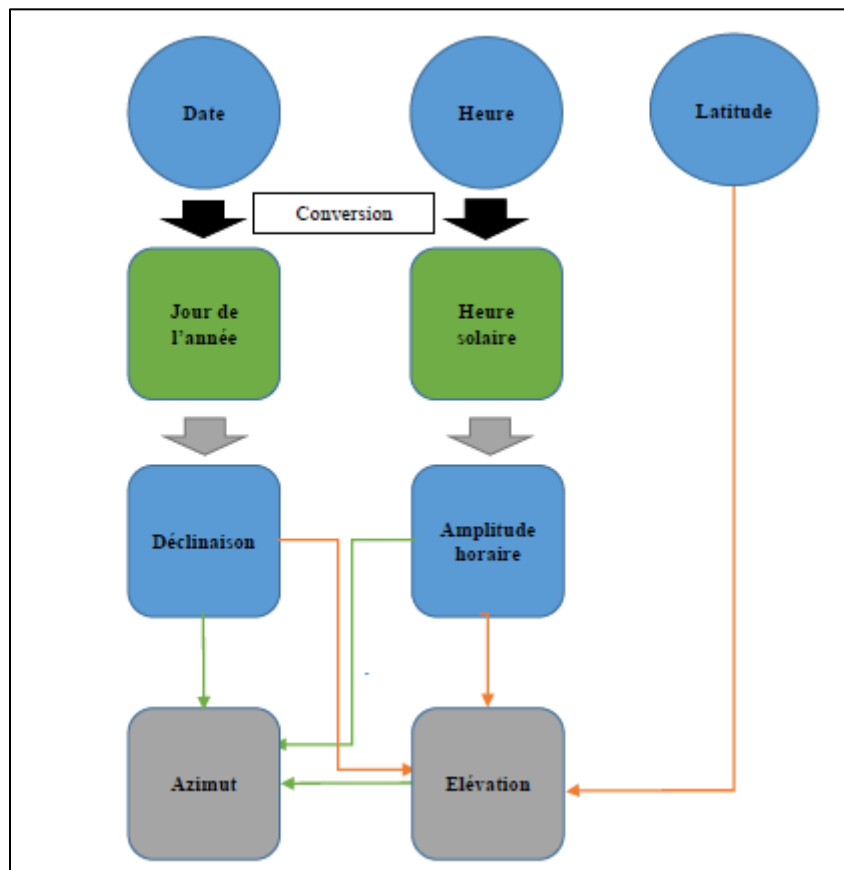 Date
Heure
Latitude
Conversion
Jour de
l'année
Heure
solaire
Déclinaison
Amplitude
horaire
Azimut
Elévation